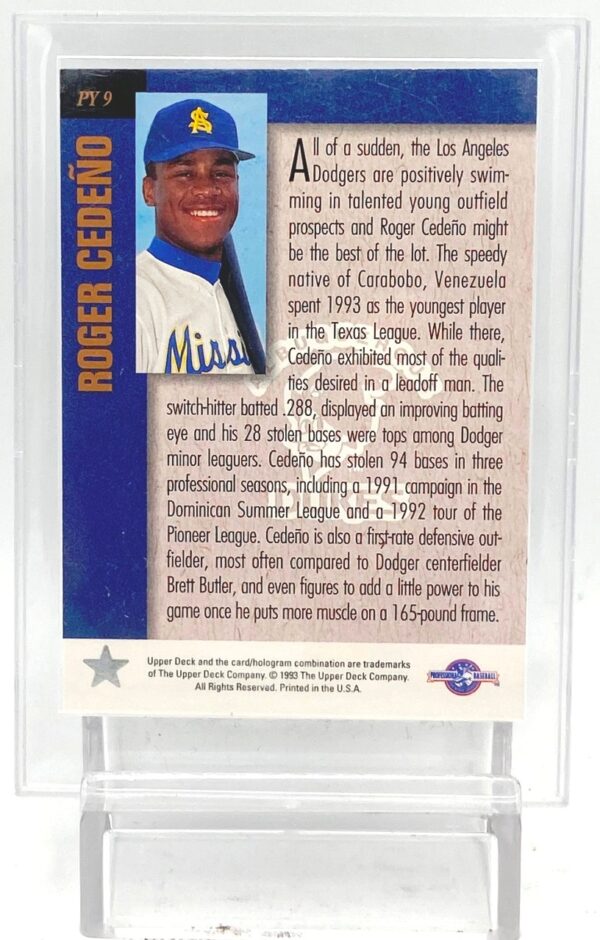 PY 9
ROGER CEDEÑO
AS
Missi
All of a sudden, the Los Angeles
Dodgers are positively swim-
ming in talented young outfield
prospects and Roger Cedeño might
be the best of the lot. The speedy
native of Carabobo, Venezuela
spent 1993 as the youngest player
in the Texas League. While there,
Cedeño exhibited most of the quali-
ties desired in a leadoff man. The
switch-hitter batted .288, displayed an improving batting
eye and his 28 stolen bases were tops among Dodger
minor leaguers. Cedeño has stolen 94 bases in three
professional seasons, including a 1991 campaign in the
Dominican Summer League and a 1992 tour of the
Pioneer League. Cedeño is also a first-rate defensive out-
fielder, most often compared to Dodger centerfielder
Brett Butler, and even figures to add a little power to his
game once he puts more muscle on a 165-pound frame.
DUKES
Upper Deck and the card/hologram combination are trademarks
of The Upper Deck Company. © 1993 The Upper Deck Company.
All Rights Reserved. Printed in the U.S.A.
PROFESSIONAL BASEBALL